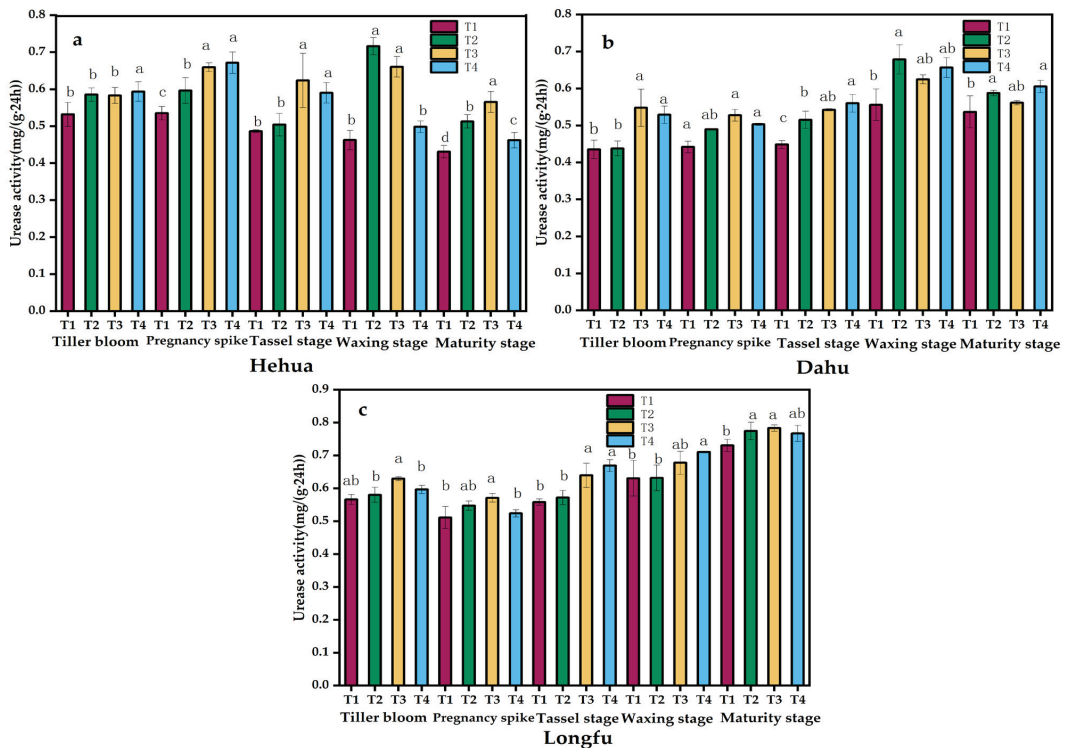 a
Urease activity(mg/(g·24h))
0.8
0.7
0.6
0.5
0.4
0.3
0.2
0.1
0.0
T1
T2
T3
T4
b b b a
c b a a
b b a a
b a a b
d b a c
T1 T2 T3 T4 T1 T2 T3 T4 T1 T2 T3 T4 T1 T2 T3 T4 T1 T2 T3 T4
Tiller bloom Pregnancy spike Tassel stage Waxing stage Maturity stage
Hehua
b
Urease activity(mg/(g·24h))
0.8
0.7
0.6
0.5
0.4
0.3
0.2
0.1
0.0
T1
T2
T3
T4
b b a a
a ab a a
c b ab a
b a ab ab
b a ab a
T1 T2 T3 T4 T1 T2 T3 T4 T1 T2 T3 T4 T1 T2 T3 T4 T1 T2 T3 T4
Tiller bloom Pregnancy spike Tassel stage Waxing stage Maturity stage
Dahu
c
Urease activity(mg/(g·24h))
0.9
0.8
0.7
0.6
0.5
0.4
0.3
0.2
0.1
0.0
T1
T2
T3
T4
ab b a b
b ab a b
b b a a
b b ab a
b a a ab
T1 T2 T3 T4 T1 T2 T3 T4 T1 T2 T3 T4 T1 T2 T3 T4 T1 T2 T3 T4
Tiller bloom Pregnancy spike Tassel stage Waxing stage Maturity stage
Longfu